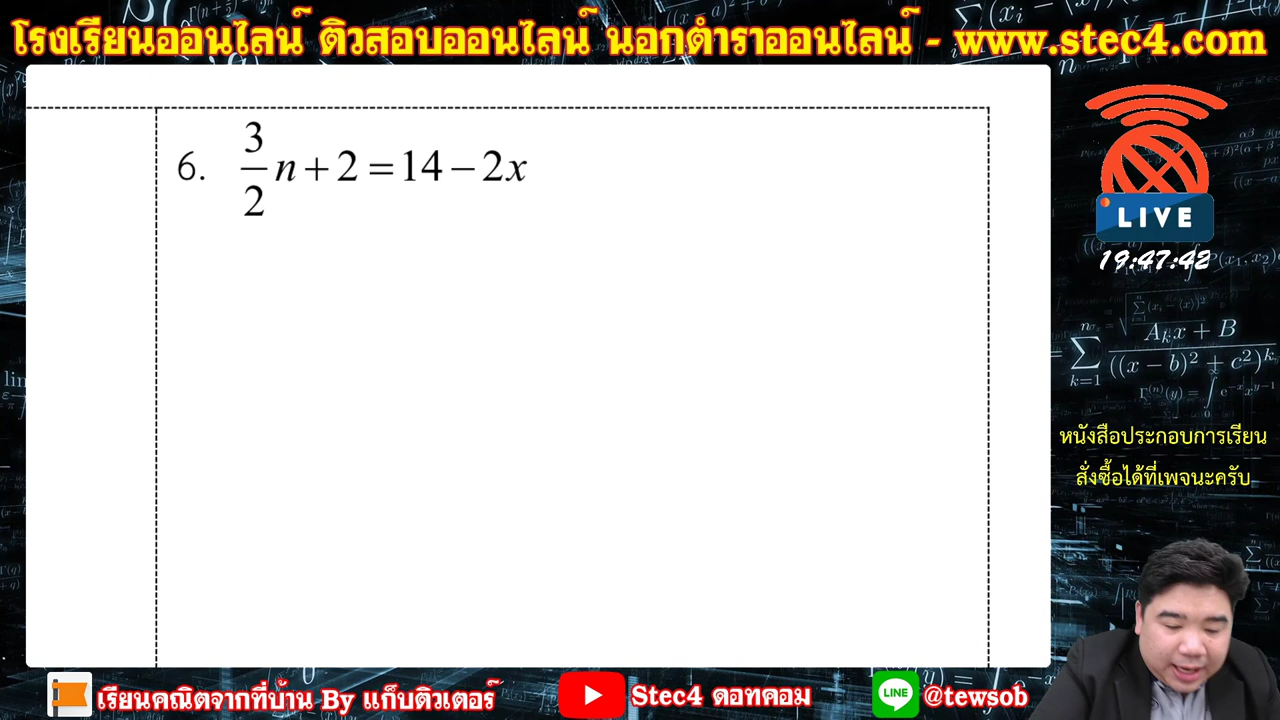 โรงเรียนออนไลน์ ติวสอบออนไลน์ นอกตำราออนไลน์ - www.stec4.com
6. \frac{3}{2}n + 2 = 14 - 2x
LIVE
19:47:42
A_k x + B
\sum_{k=1}
((x - b)^2 + c^2)^k
หนังสือประกอบการเรียน
สั่งซื้อได้ที่เพจนะครับ
เรียนคณิตจากที่บ้าน By แก็บติวเตอร์
Stec4 ดอทคอม
LINE
@tewsob